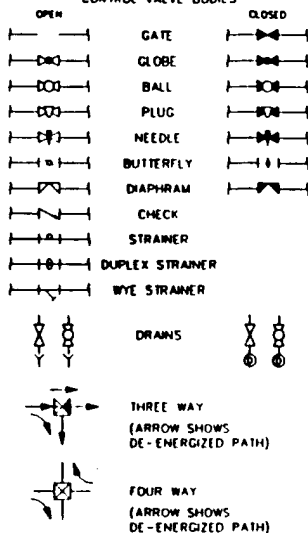 CONTROL VALVE BODIES
OPEN CLOSED
GATE
GLOBE
BALL
PLUG
NEEDLE
BUTTERFLY
DIAPHRAM
CHECK
STRAINER
DUPLEX STRAINER
WYE STRAINER
DRAINS
THREE WAY
(ARROW SHOWS
DE-ENERGIZED PATH)
FOUR WAY
(ARROW SHOWS
DE-ENERGIZED PATH)